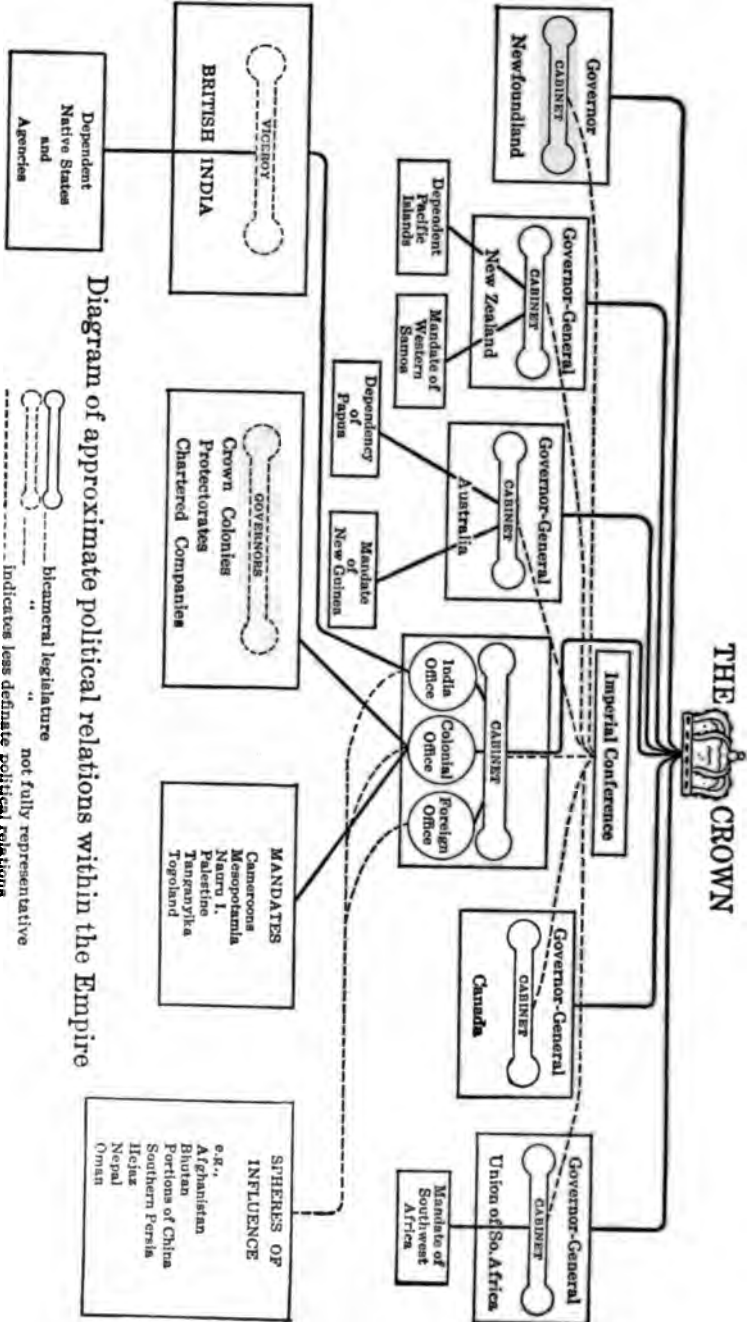 THE CROWN
Imperial Conference
Governor
CABINET
Newfoundland
Governor-General
CABINET
New Zealand
Dependent
Pacific
Islands
Mandate of
Western
Samoa
Governor-General
CABINET
Australia
Dependency
of
Papua
Mandate
of
New Guinea
CABINET
India
Office
Colonial
Office
Foreign
Office
Governor-General
CABINET
Canada
Governor-General
CABINET
Union of So. Africa
Mandate of
Southwest
Africa
VICEROY
BRITISH INDIA
Dependent
Native States
and
Agencies
GOVERNORS
Crown Colonies
Protectorates
Chartered Companies
MANDATES
Cameroons
Mesopotamia
Nauru I.
Palestine
Tanganyika
Togoland
SPHERES OF
INFLUENCE
e.g.,
Afghanistan
Bhutan
Portions of China
Southern Persia
Hejaz
Nepal
Oman
Diagram of approximate political relations within the Empire
bicameral legislature
" " not fully representative
indicates less definate political relations